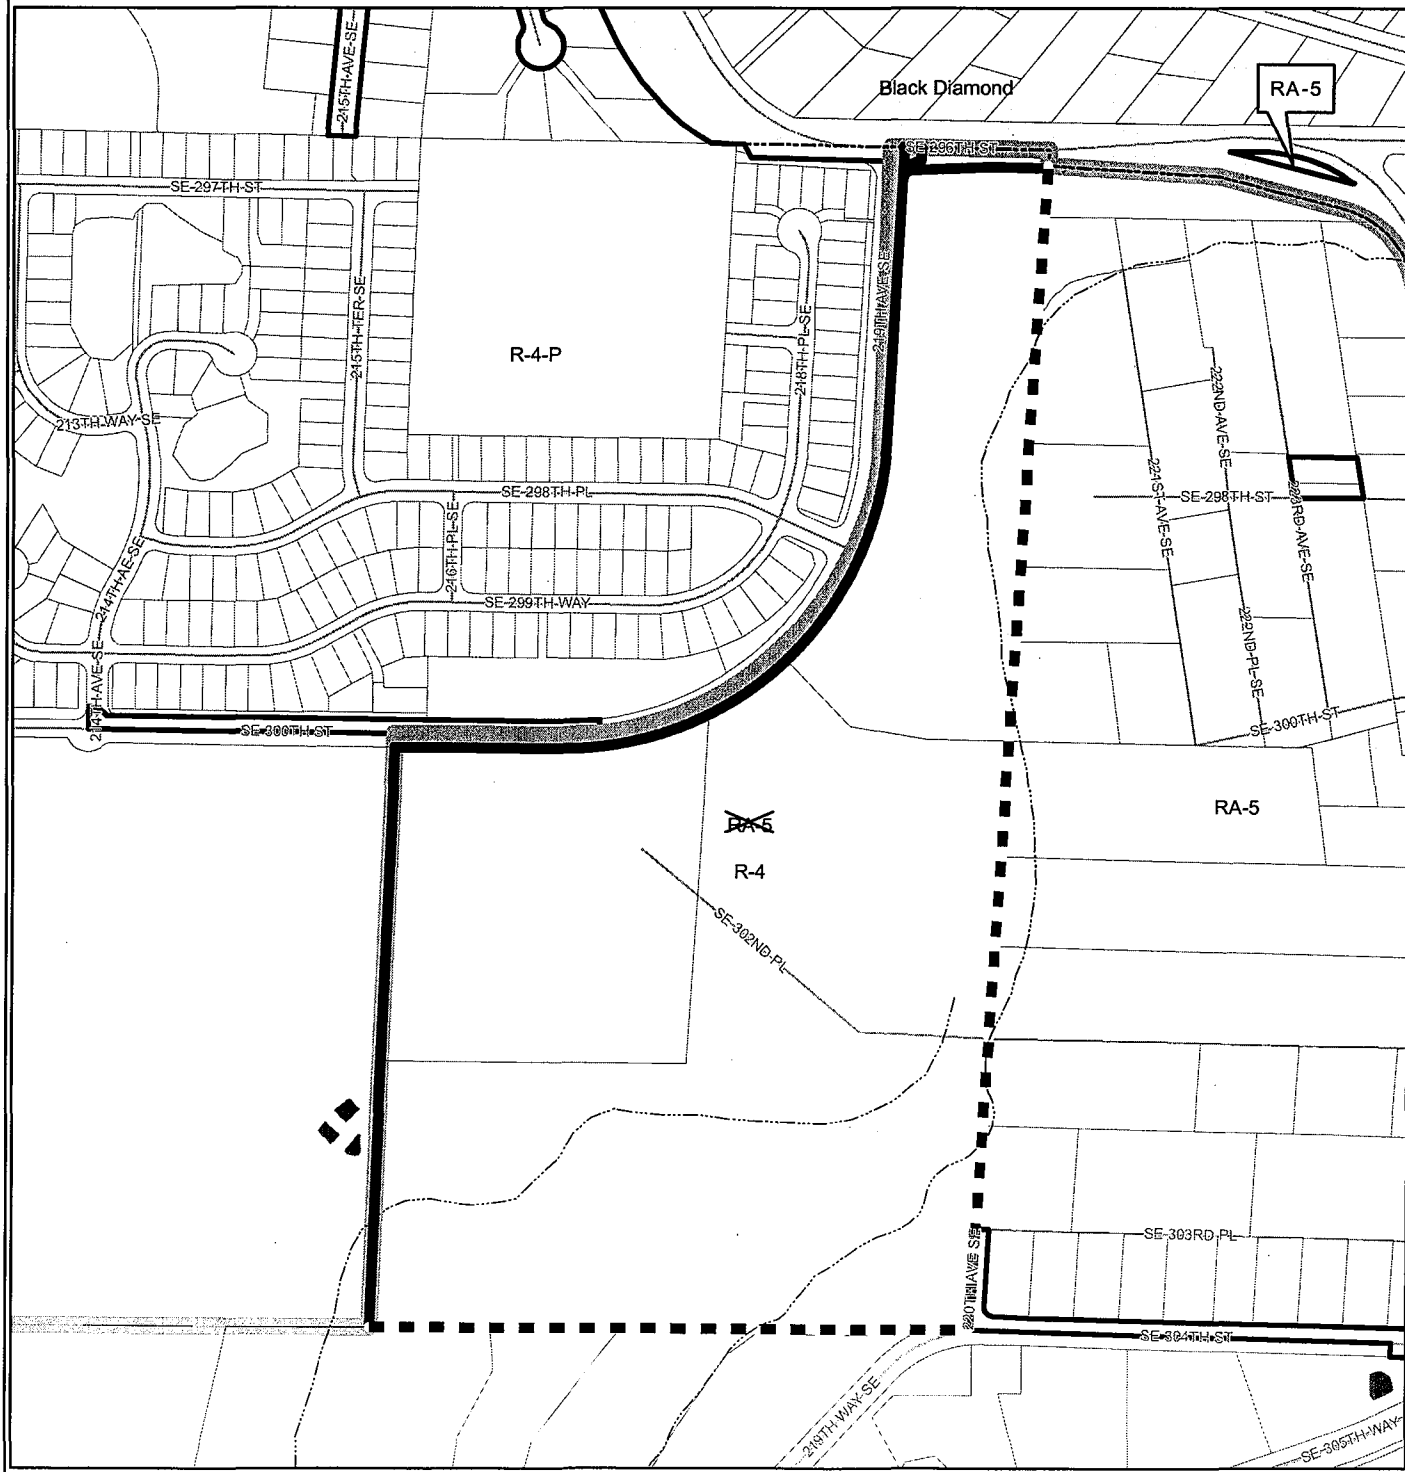 215TH-AVE-SE
Black Diamond
RA-5
SE 296TH ST
SE-297TH-ST
219TH-AVE-SE
215TH-TER-SE
218TH-PL-SE
R-4-P
213TH-WAY-SE
222ND-AVE-SE
221ST-AVE-SE
SE-298TH-ST
223RD-AVE-SE
SE-298TH-PL
216TH-PL-SE
214TH-AE-SE
SE-299TH-WAY
222ND-PL-SE
214TH-AVE-SE
SE-300TH-ST
SE-300TH-ST
RA-5
RA-5
R-4
SE-302ND-PL
SE-303RD-PL
220TH AVE SE
SE-304TH-ST
219TH-WAY-SE
SE-305TH-WAY